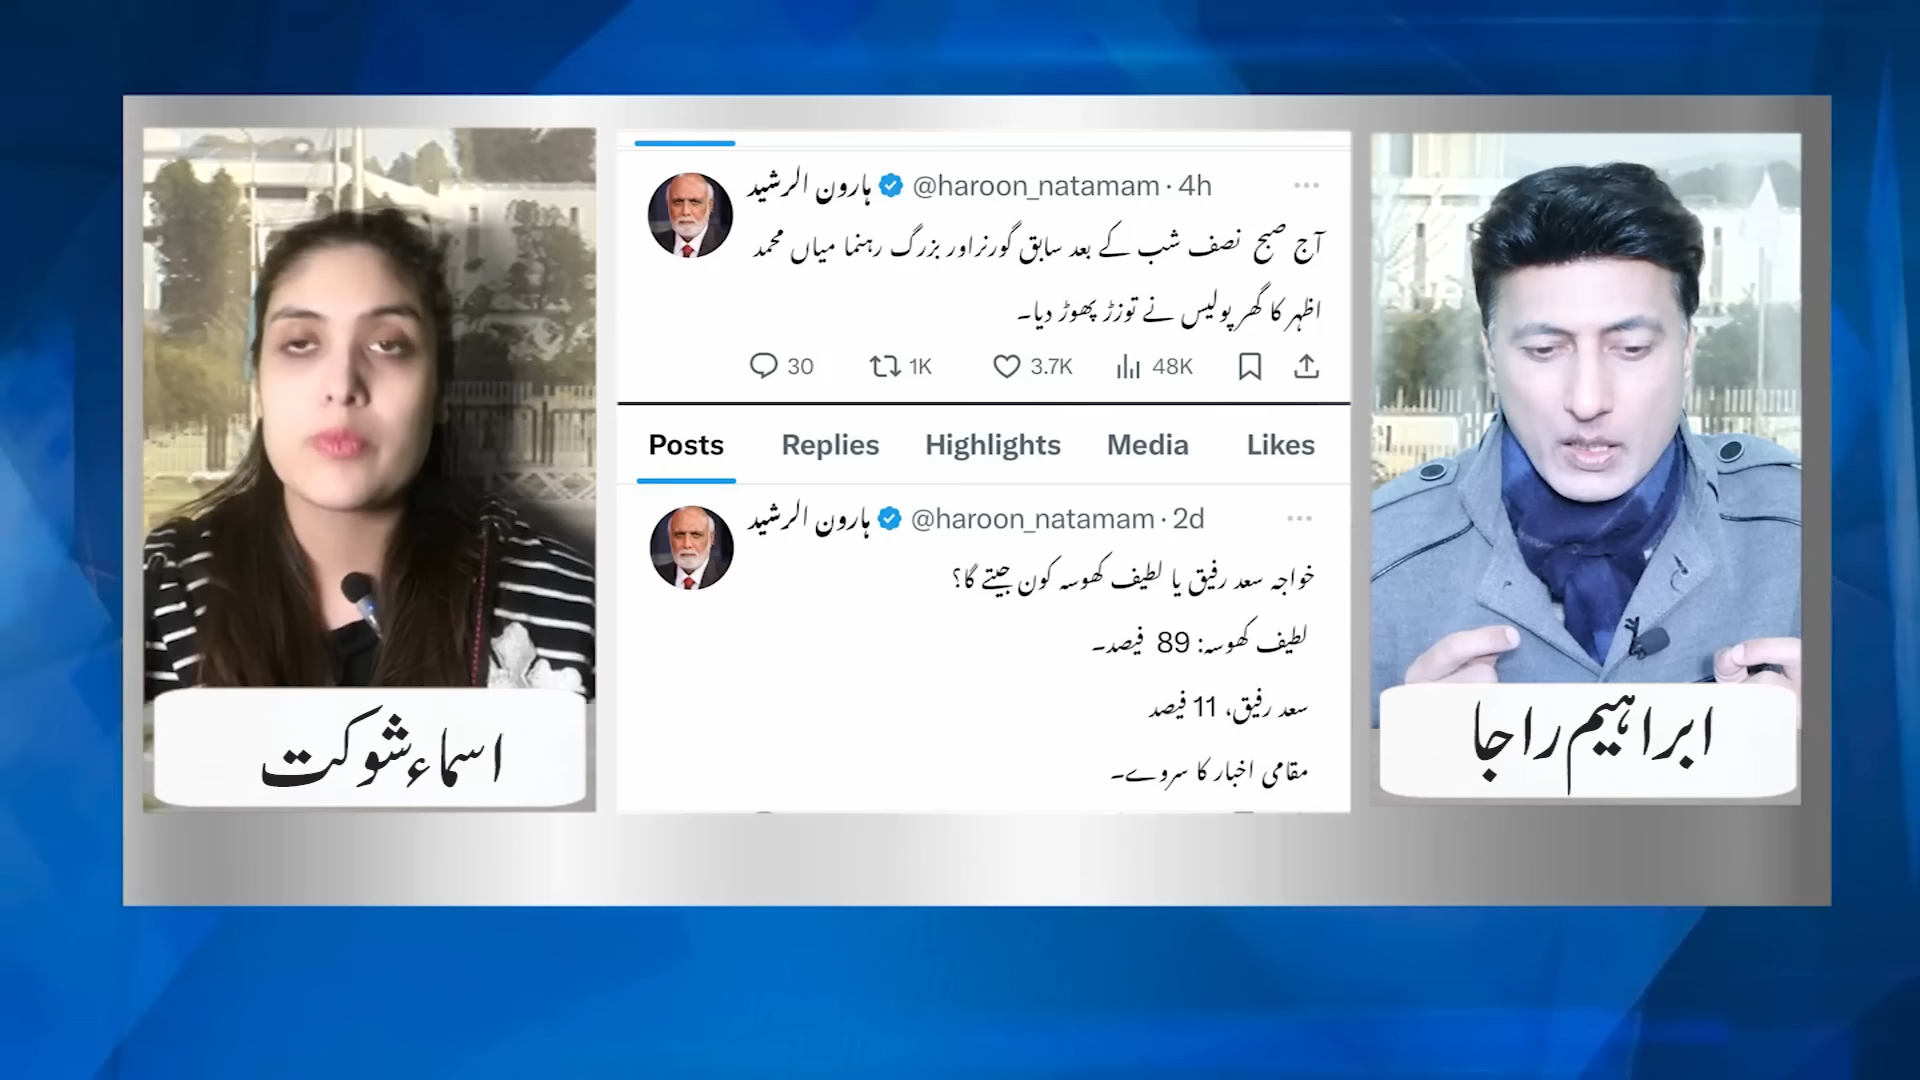 ہارون الرشید @haroon_natamam · 4h
آج صبح نصف شب کے بعد سابق گورنراور بزرگ رہنما میاں محمد
اظہر کا گھر پولیس نے توزڑ پھوڑ دیا۔
30 1K 3.7K 48K
Posts Replies Highlights Media Likes
ہارون الرشید @haroon_natamam · 2d
خواجہ سعد رفیق یا لطیف کھوسہ کون جیتے گا؟
لطیف کھوسہ: 89 فیصد۔
سعد رفیق، 11 فیصد
مقامی اخبار کا سروے۔
اسماء شوکت
ابراہیم راجا